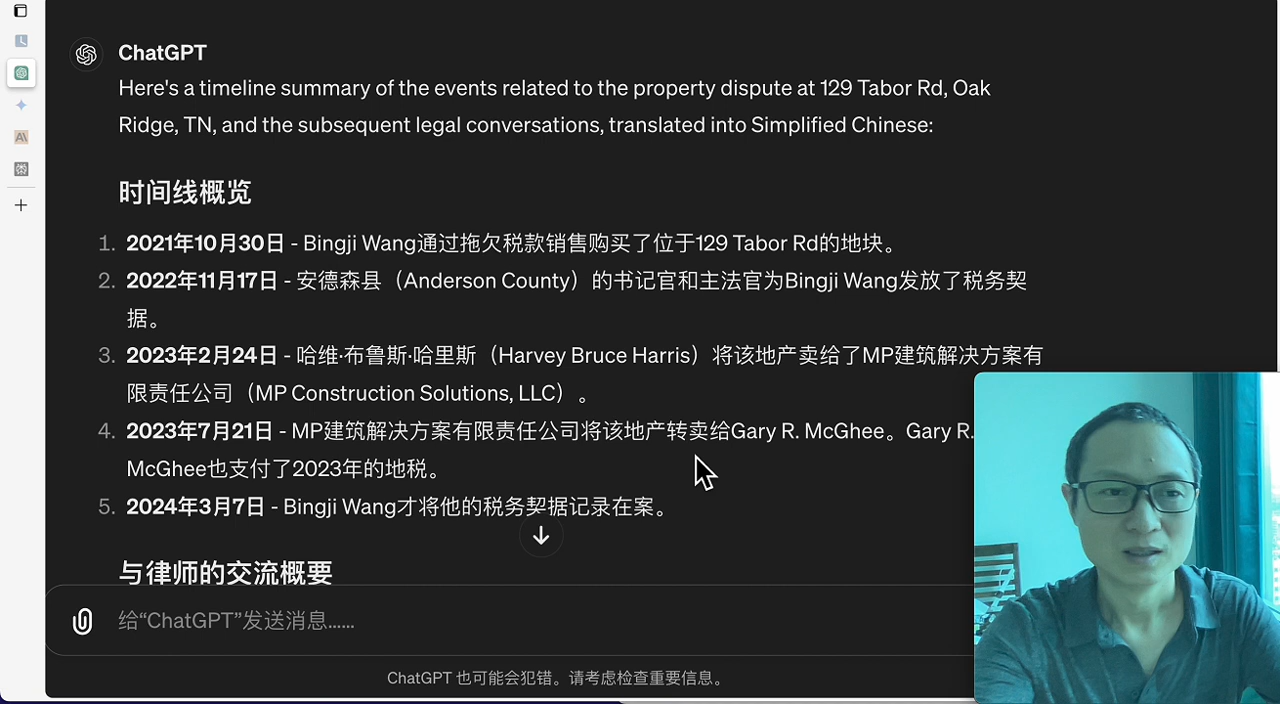 ChatGPT
Here's a timeline summary of the events related to the property dispute at 129 Tabor Rd, Oak
Ridge, TN, and the subsequent legal conversations, translated into Simplified Chinese:
时间线概览
1. 2021年10月30日 - Bingji Wang通过拖欠税款销售购买了位于129 Tabor Rd的地块。
2. 2022年11月17日 - 安德森县（Anderson County）的书记官和主法官为Bingji Wang发放了税务契
据。
3. 2023年2月24日 - 哈维·布鲁斯·哈里斯（Harvey Bruce Harris）将该地产卖给了MP建筑解决方案有
限责任公司（MP Construction Solutions, LLC）。
4. 2023年7月21日 - MP建筑解决方案有限责任公司将该地产转卖给Gary R. McGhee。Gary R.
McGhee也支付了2023年的地税。
5. 2024年3月7日 - Bingji Wang才将他的税务契据记录在案。
与律师的交流概要
给“ChatGPT”发送消息……
ChatGPT 也可能会犯错。请考虑检查重要信息。